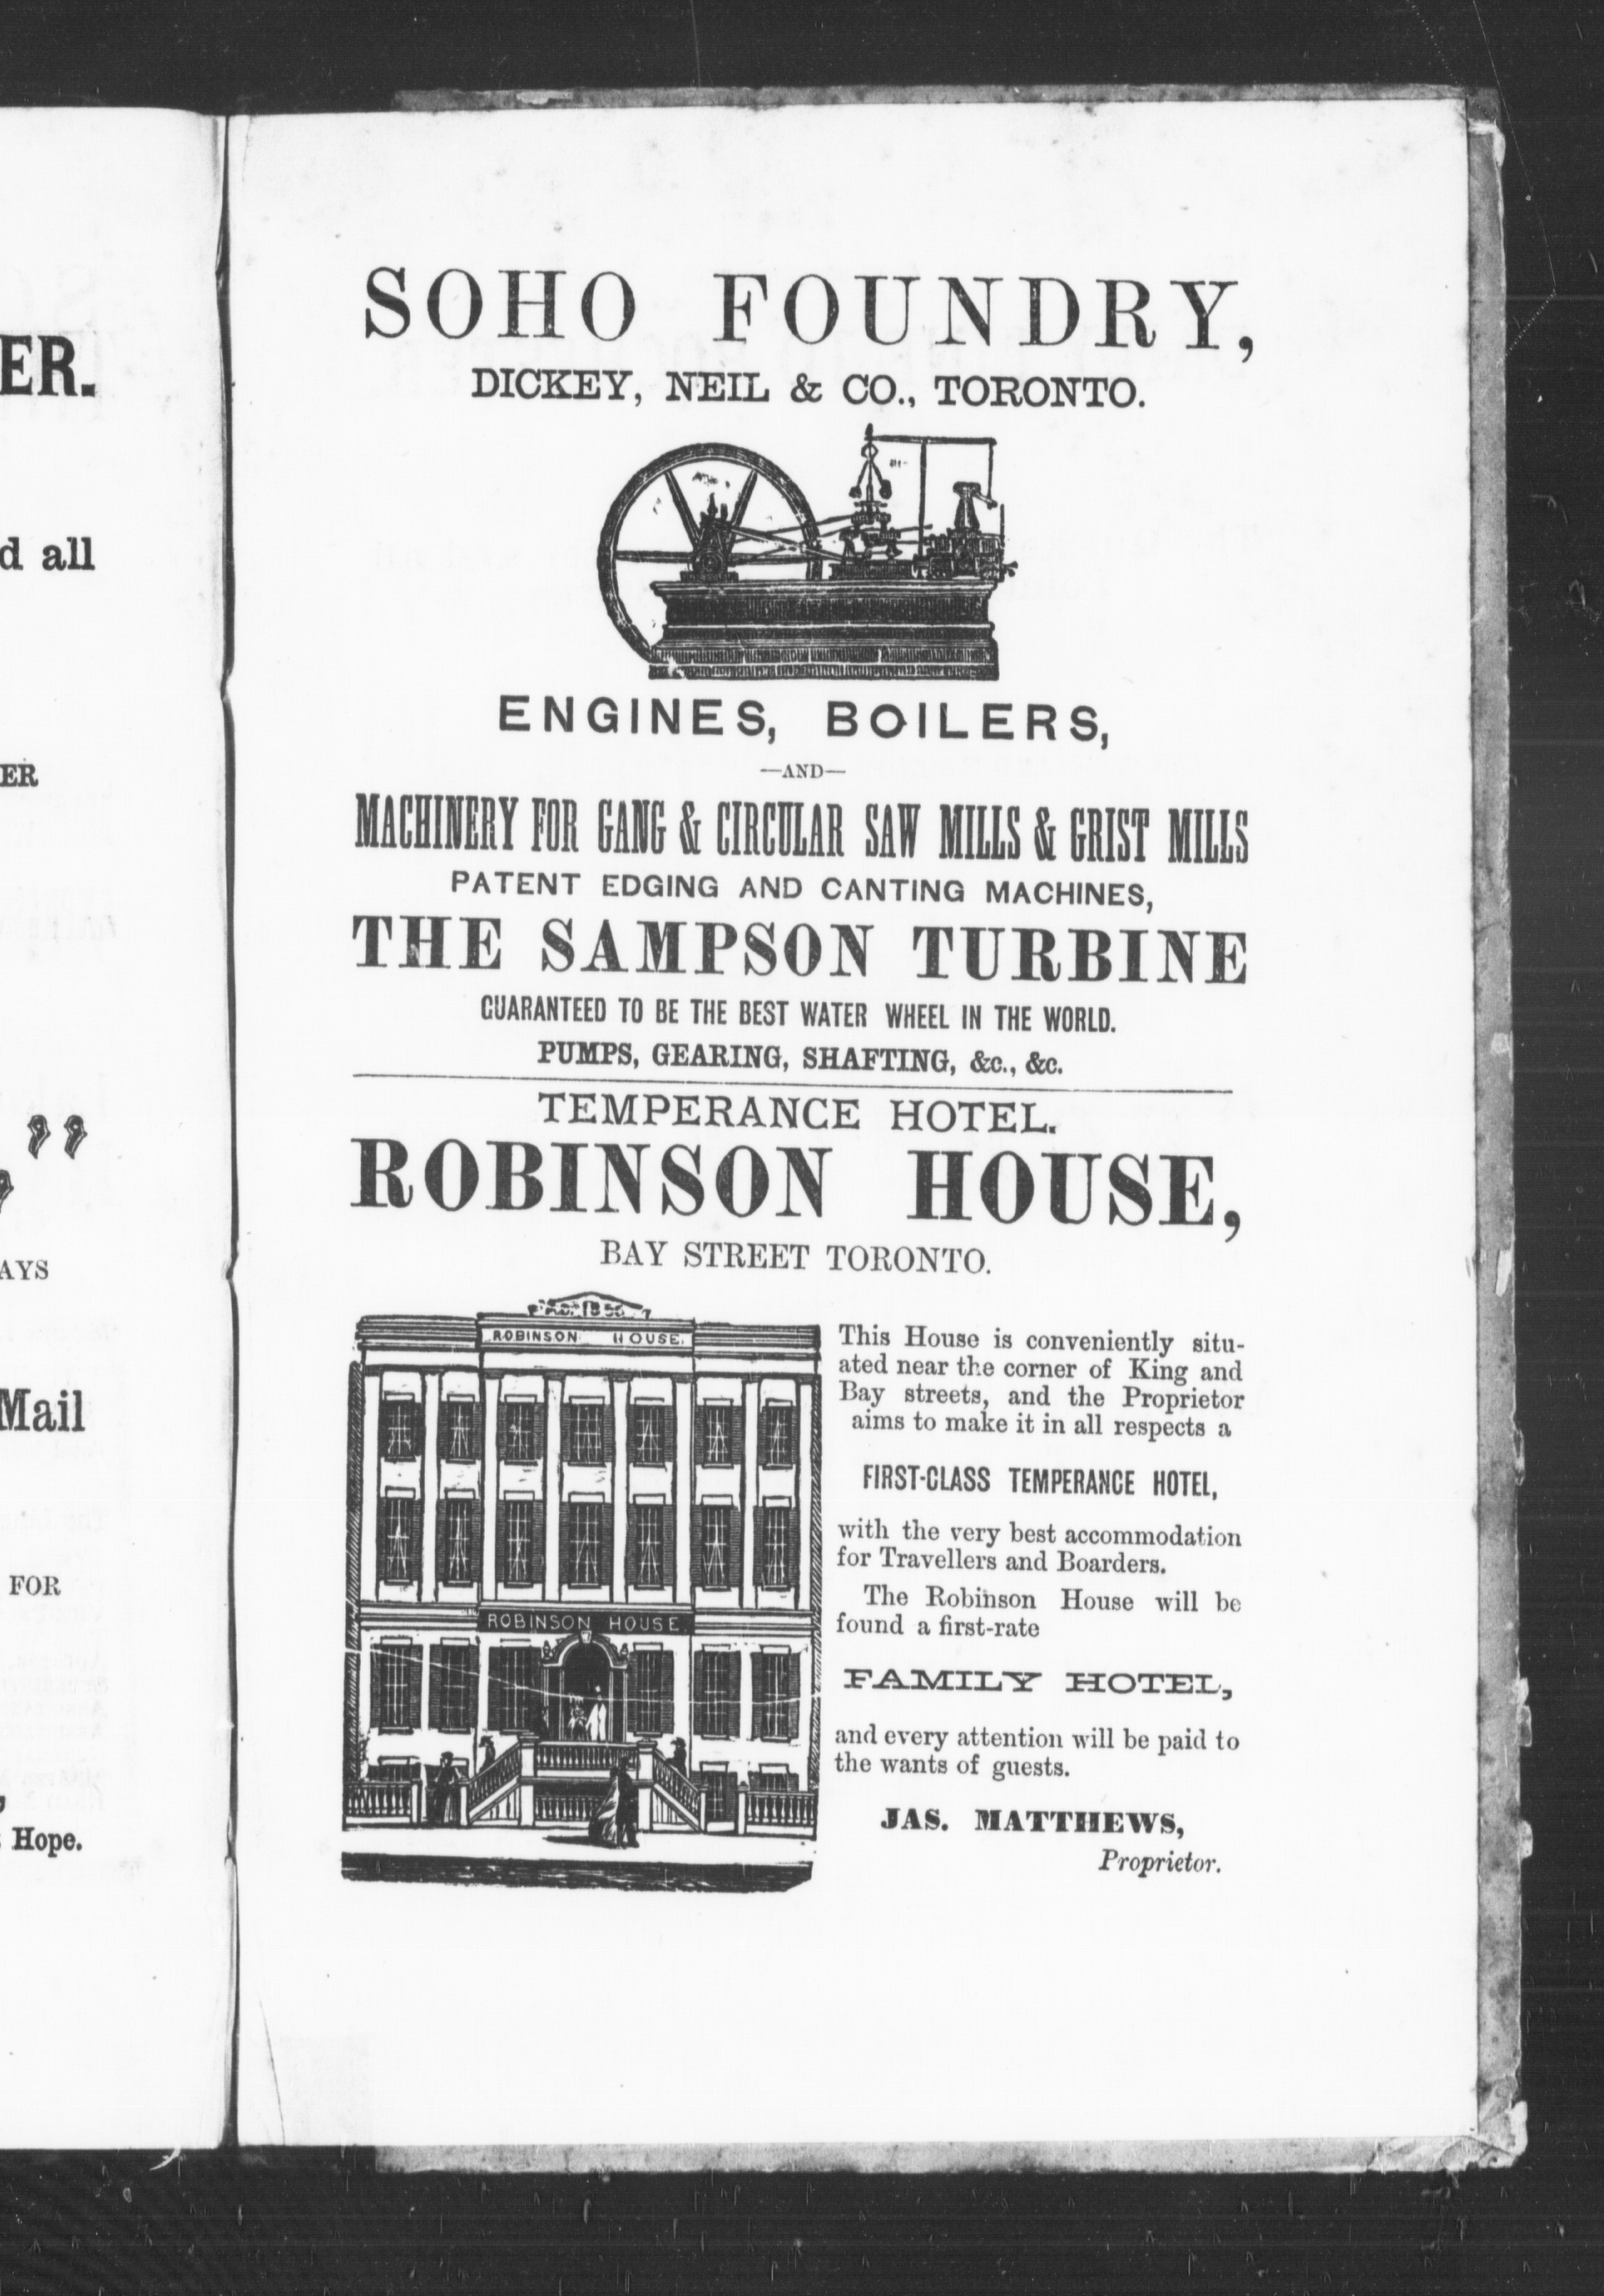 ER.
d all
ER
”
AYS
Mail
FOR
Hope.
SOHO FOUNDRY,
DICKEY, NEIL & CO., TORONTO.
ENGINES, BOILERS,
—AND—
MACHINERY FOR GANG & CIRCULAR SAW MILLS & GRIST MILLS
PATENT EDGING AND CANTING MACHINES,
THE SAMPSON TURBINE
GUARANTEED TO BE THE BEST WATER WHEEL IN THE WORLD.
PUMPS, GEARING, SHAFTING, &c., &c.
TEMPERANCE HOTEL.
ROBINSON HOUSE,
BAY STREET TORONTO.
ROBINSON HOUSE.
ROBINSON HOUSE
This House is conveniently situ-
ated near the corner of King and
Bay streets, and the Proprietor
aims to make it in all respects a
FIRST-CLASS TEMPERANCE HOTEL,
with the very best accommodation
for Travellers and Boarders.
The Robinson House will be
found a first-rate
FAMILY HOTEL,
and every attention will be paid to
the wants of guests.
JAS. MATTHEWS,
Proprietor.